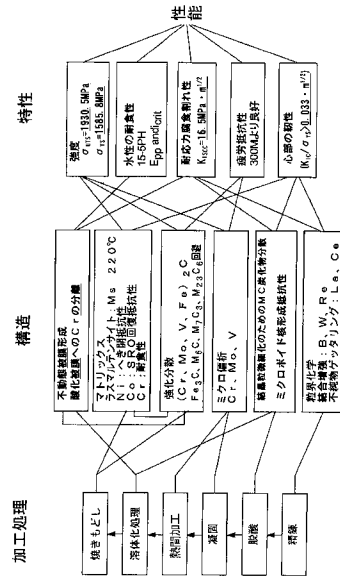 加工処理
構造
特性
性能
焼きもどし
溶体化処理
熱間加工
凝固
脱酸
精錬
不動態被膜形成
酸化被膜へのCrの分離
マトリックス
ラスマルテンサイト:Ms 220℃
Ni:へき開抵抗性
Co:SRO回復抵抗性
Cr:耐食性
強化分散
(Cr、Mo、V、Fe)2C
Fe3C、M6C、M7C3、M23C6回避
ミクロ偏析
Cr、Mo、V
結晶粒微細化のためのMC炭化物分散
ミクロボイド核形成抵抗性
粒界化学
結合増強:B、W、Re
不純物ゲッタリング:La、Ce
強度
σUTS=1930.5MPa
σYS=1585.8MPa
水性の耐食性
15-5PH
Epp and icrit
耐応力腐食割れ性
KISCC=16.5MPa・m1/2
疲労抵抗性
300Mより良好
心部の靭性
(KIC/σYS)≧0.033・m1/2)